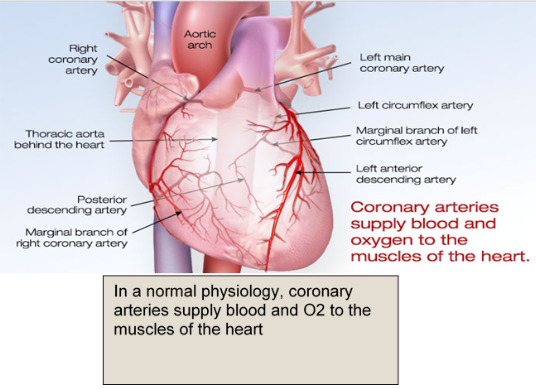 Aortic
arch
Right
coronary
artery
Left main
coronary artery
Left circumflex artery
Thoracic aorta
behind the heart
Marginal branch of left
circumflex artery
Left anterior
descending artery
Posterior
descending artery
Marginal branch of
right coronary artery
Coronary arteries
supply blood and
oxygen to the
muscles of the heart.
In a normal physiology, coronary
arteries supply blood and O2 to the
muscles of the heart